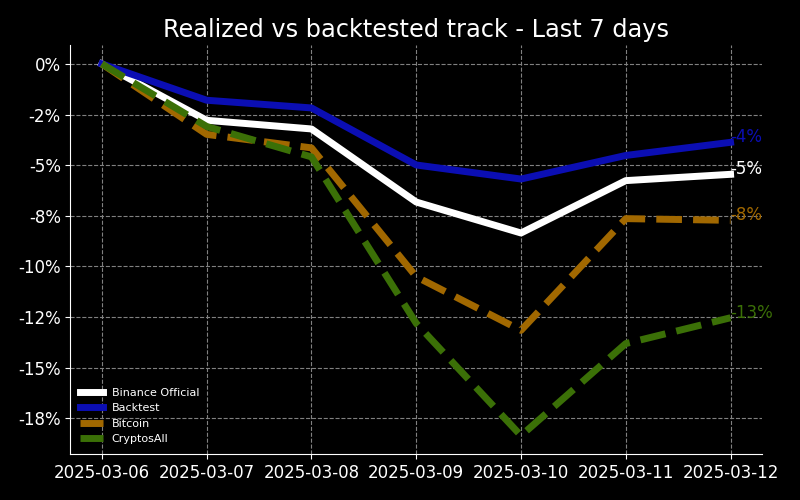 Realized vs backtested track - Last 7 days
0%
-2%
-5%
-8%
-10%
-12%
-15%
-18%
-4%
-5%
-8%
-13%
Binance Official
Backtest
Bitcoin
CryptosAll
2025-03-06 2025-03-07 2025-03-08 2025-03-09 2025-03-10 2025-03-11 2025-03-12